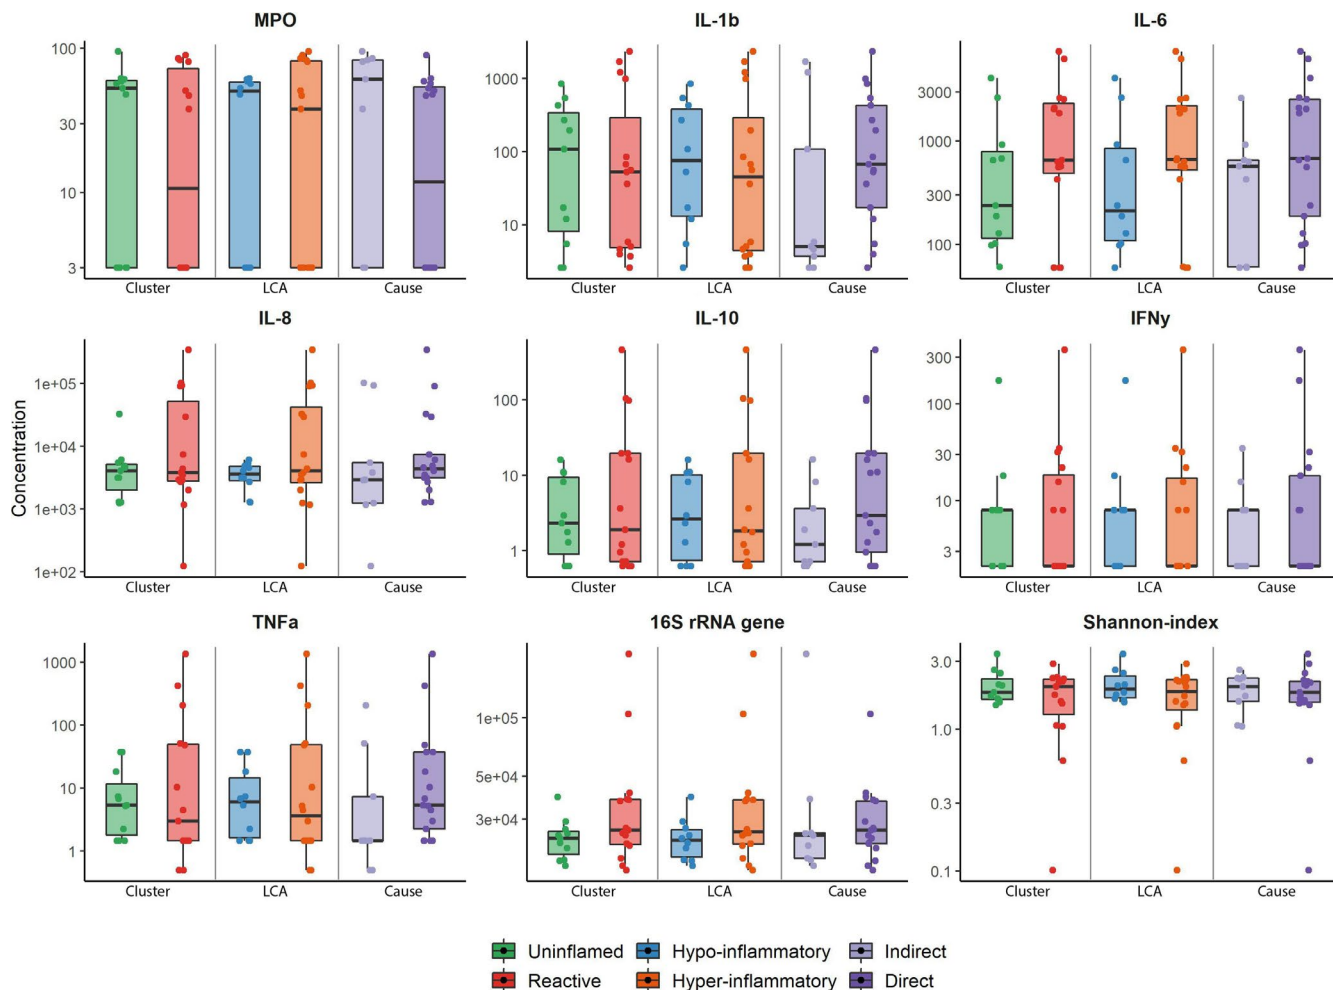 MPO
IL-1b
IL-6
100
30
10
3
1000
100
10
3000
1000
300
100
Cluster LCA Cause
Cluster LCA Cause
Cluster LCA Cause
IL-8
IL-10
IFNy
Concentration
1e+05
1e+04
1e+03
1e+02
100
10
1
300
100
30
10
3
Cluster LCA Cause
Cluster LCA Cause
Cluster LCA Cause
TNFa
16S rRNA gene
Shannon-index
1000
100
10
1
1e+05
5e+04
3e+04
3.0
1.0
0.3
0.1
Cluster LCA Cause
Cluster LCA Cause
Cluster LCA Cause
Uninflamed Hypo-inflammatory Indirect
Reactive Hyper-inflammatory Direct